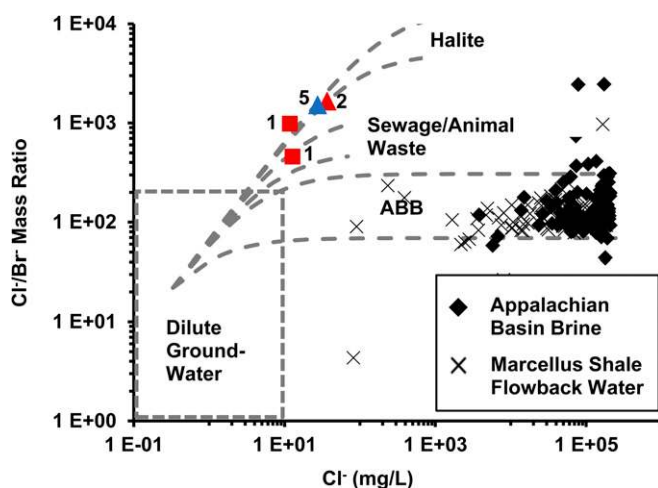 1 E+04
Halite
5
2
1 E+03
1
Sewage/Animal
Waste
1
Cl-/Br- Mass Ratio
ABB
1 E+02
Dilute
Ground-
Water
1 E+01
Appalachian
Basin Brine
Marcellus Shale
Flowback Water
1 E+00
1 E-01
1 E+01
1 E+03
1 E+05
Cl- (mg/L)